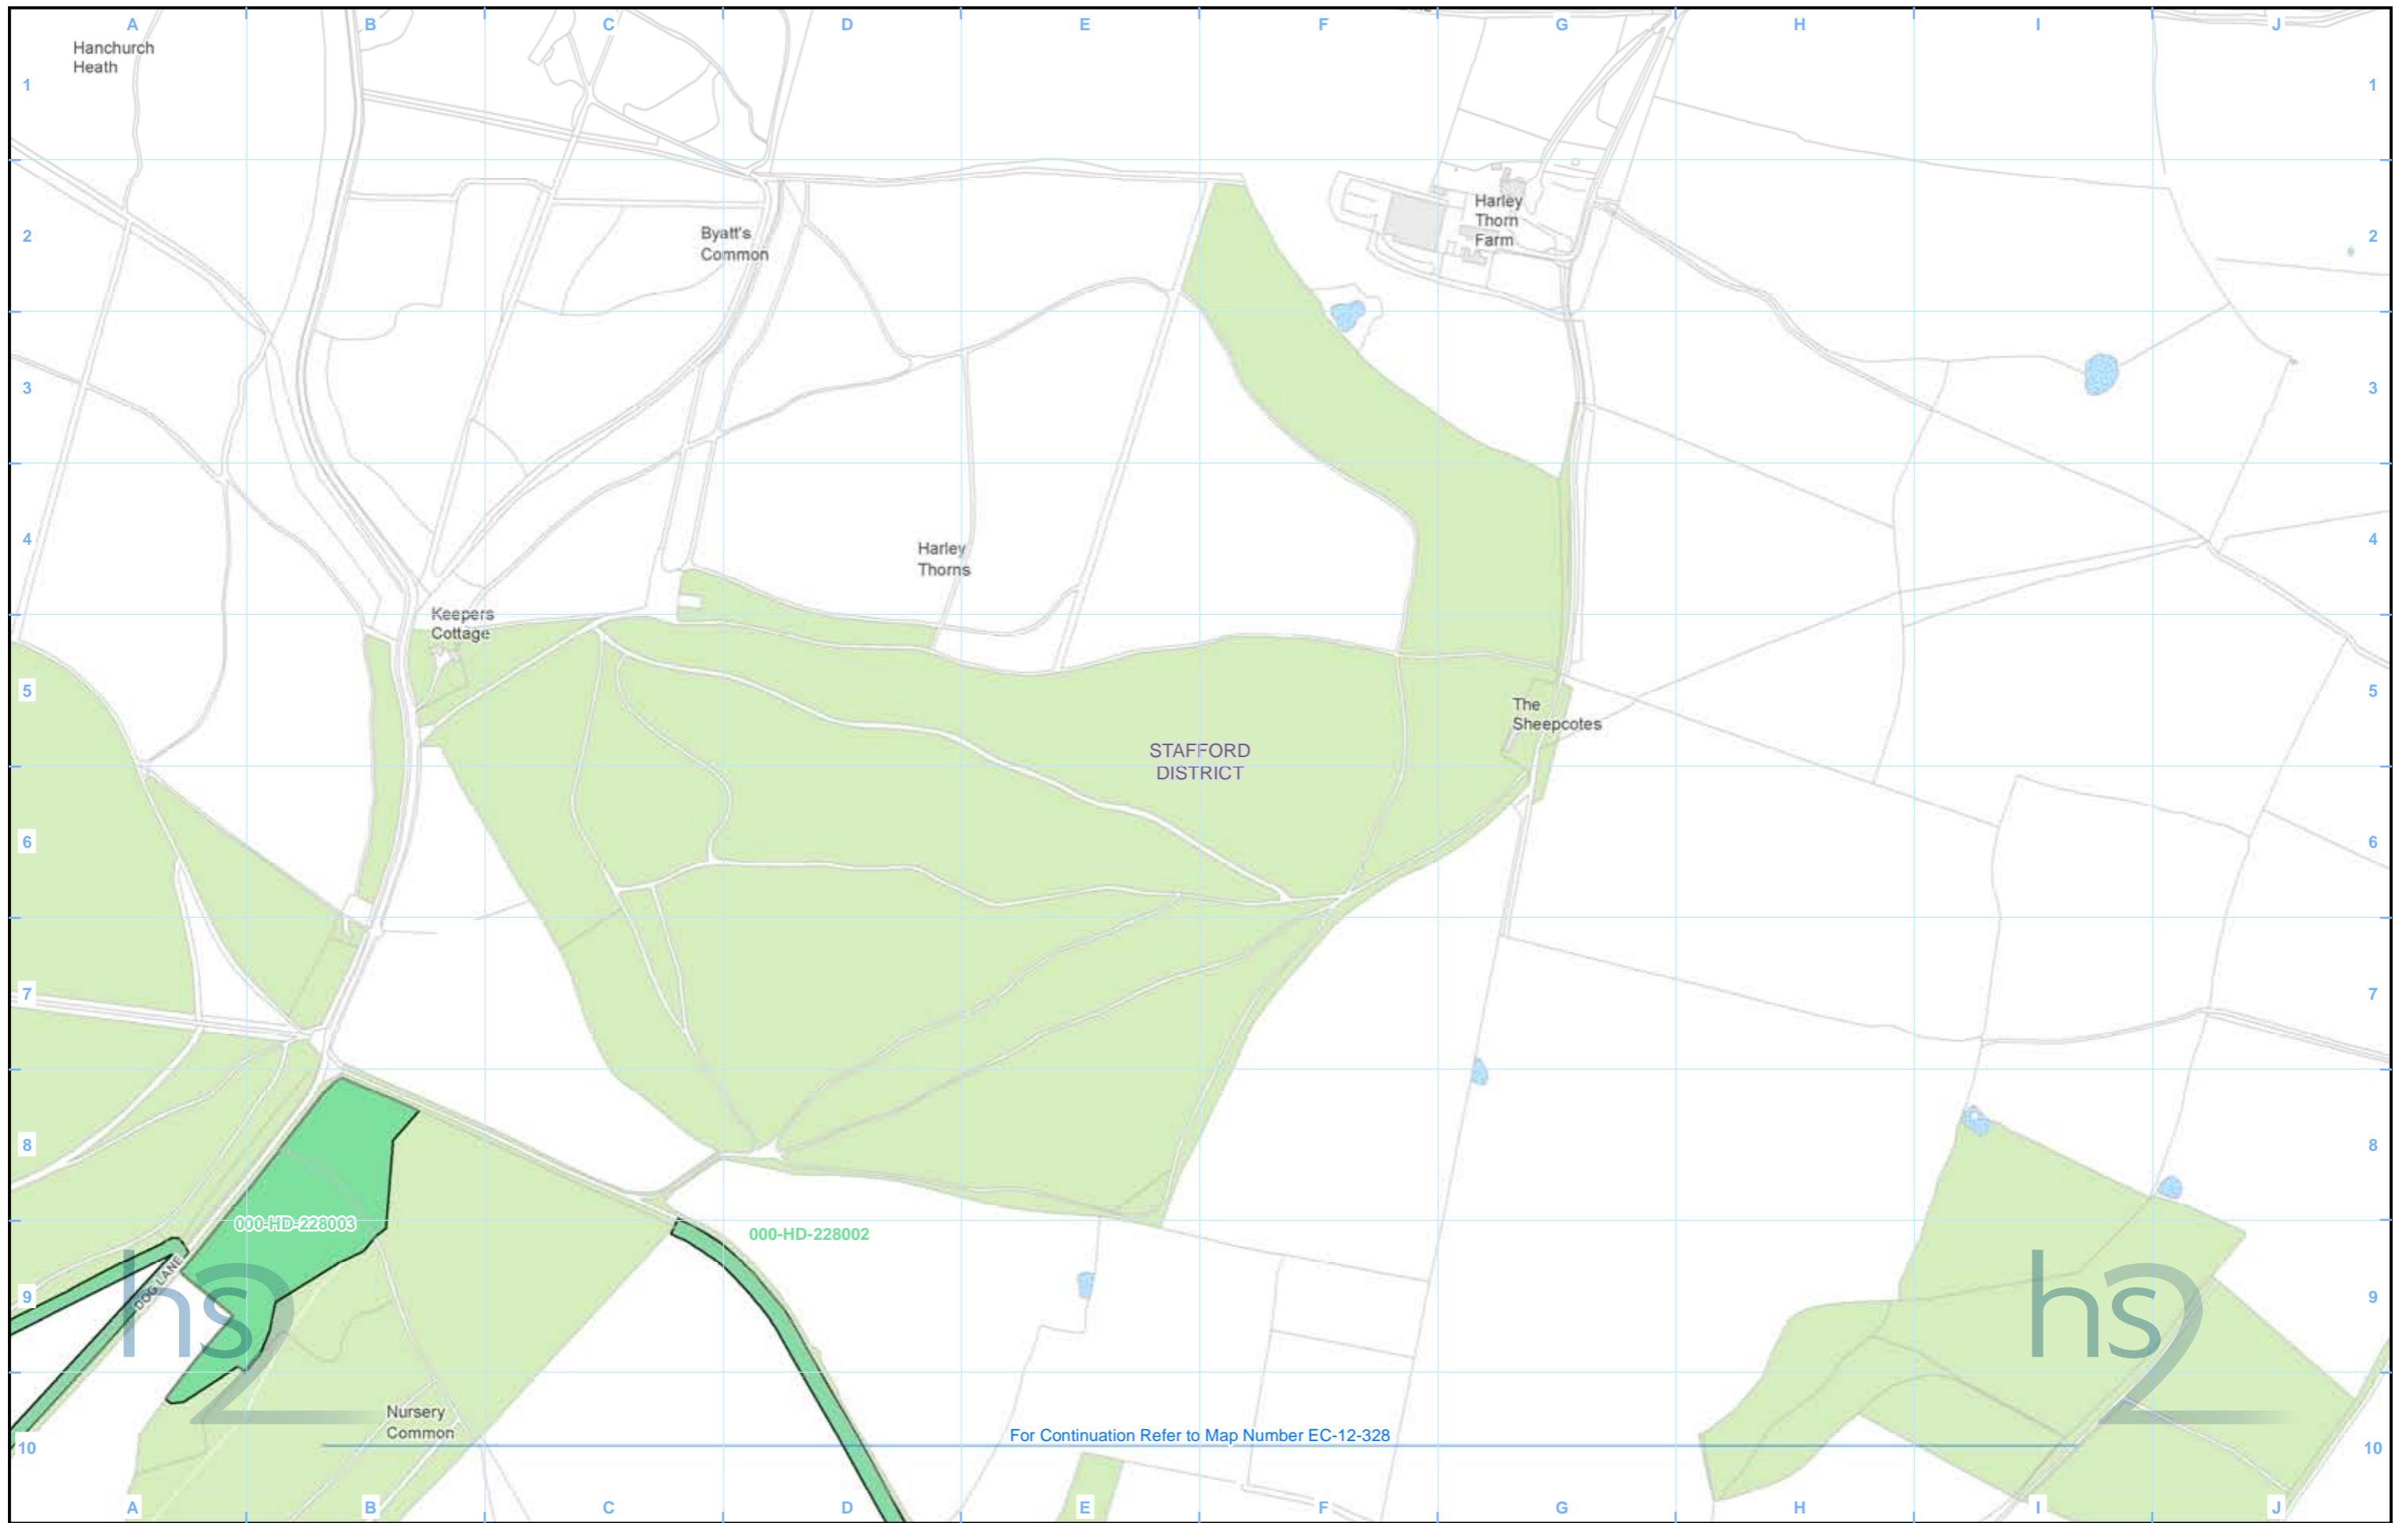 A B C D E F G H I J
Hanchurch
Heath
1 1
2 2
Harley
Thorn
Farm
Byatt's
Common
3 3
4 4
Harley
Thorns
Keepers
Cottage
5 5
The
Sheepcotes
STAFFORD
DISTRICT
6 6
7 7
8 8
000-HD-228003
000-HD-228002
DOG LANE
9 9
hs2 hs2
Nursery
Common
For Continuation Refer to Map Number EC-12-328
10 10
A B C D E F G H I J